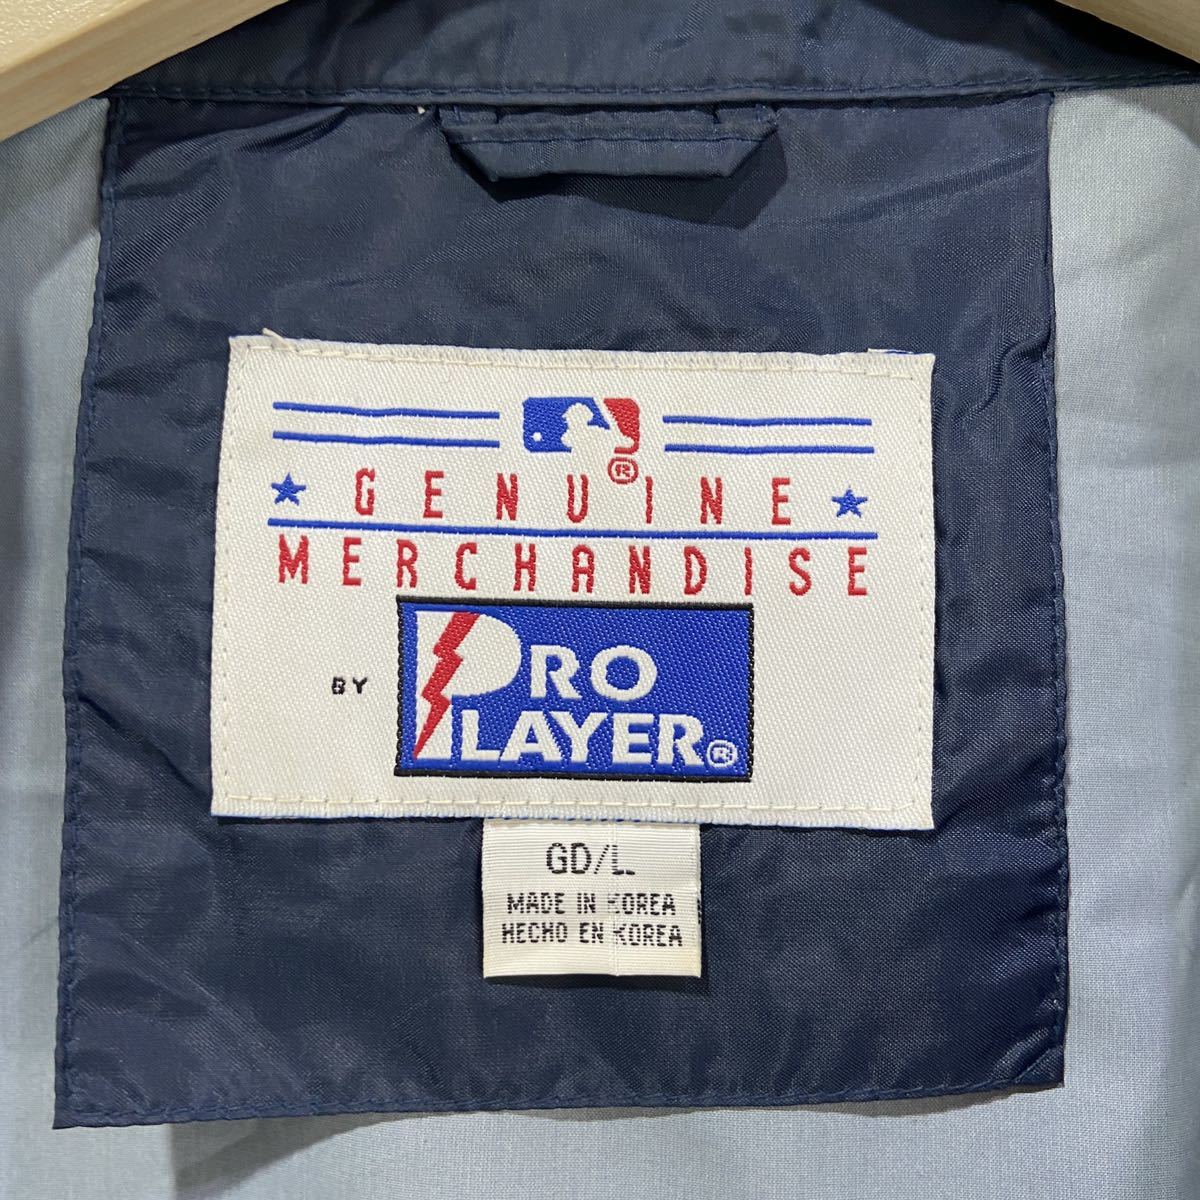 GENUINE ®
MERCHANDISE
BY
PRO
PLAYER®
GD/L
MADE IN KOREA
HECHO EN KOREA